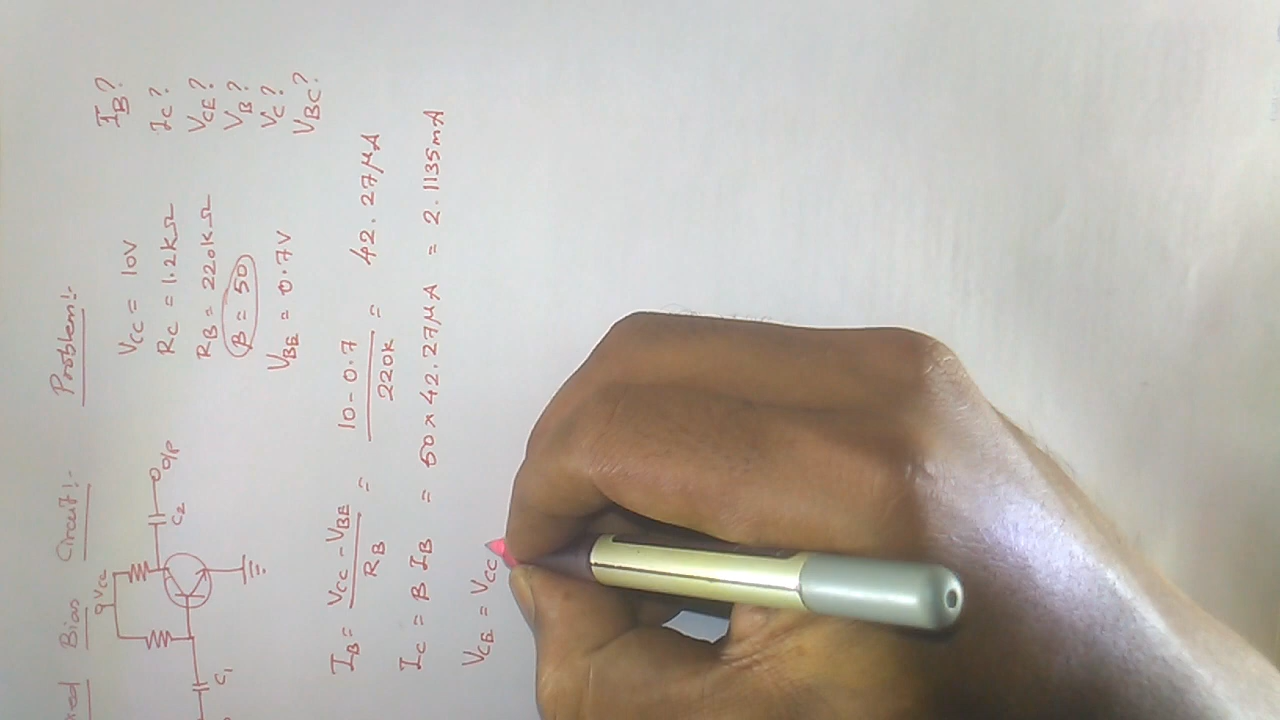 Bias Circuit:- Problem:-
VCC
C2
O/P
C1
VCC = 10V
RC = 1.2KΩ
RB = 220KΩ
β = 50
VBE = 0.7V
IB?
IC?
VCE?
VB?
VC?
VBC?
IB = VCC - VBE / RB = 10 - 0.7 / 220K = 42.27μA
IC = β IB = 50 x 42.27μA = 2.1135mA
VCE = VCC